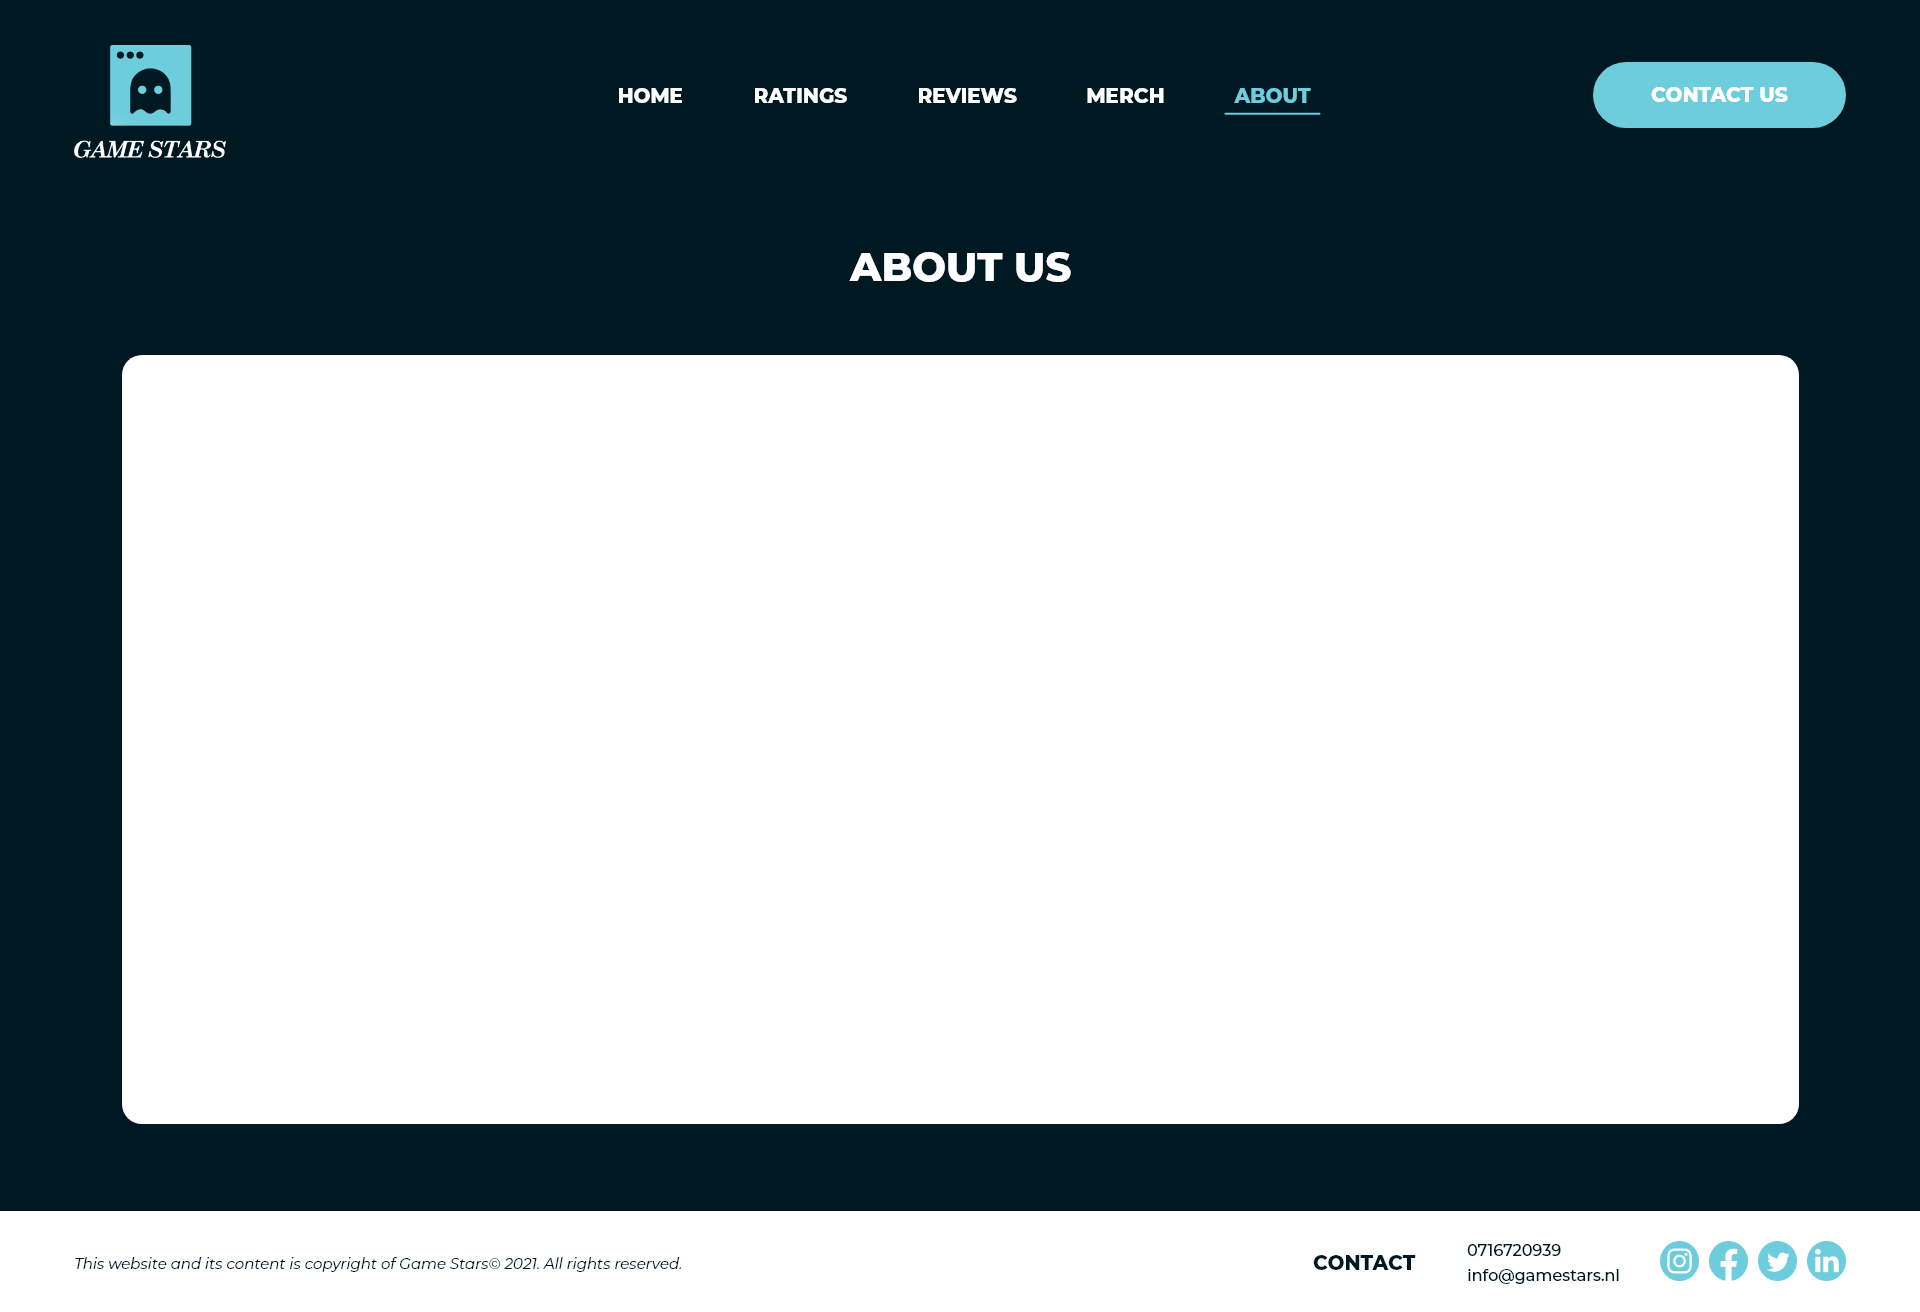 GAME STARS
HOME RATINGS REVIEWS MERCH ABOUT
CONTACT US
ABOUT US
This website and its content is copyright of Game Stars© 2021. All rights reserved.
CONTACT
0716720939
info@gamestars.nl